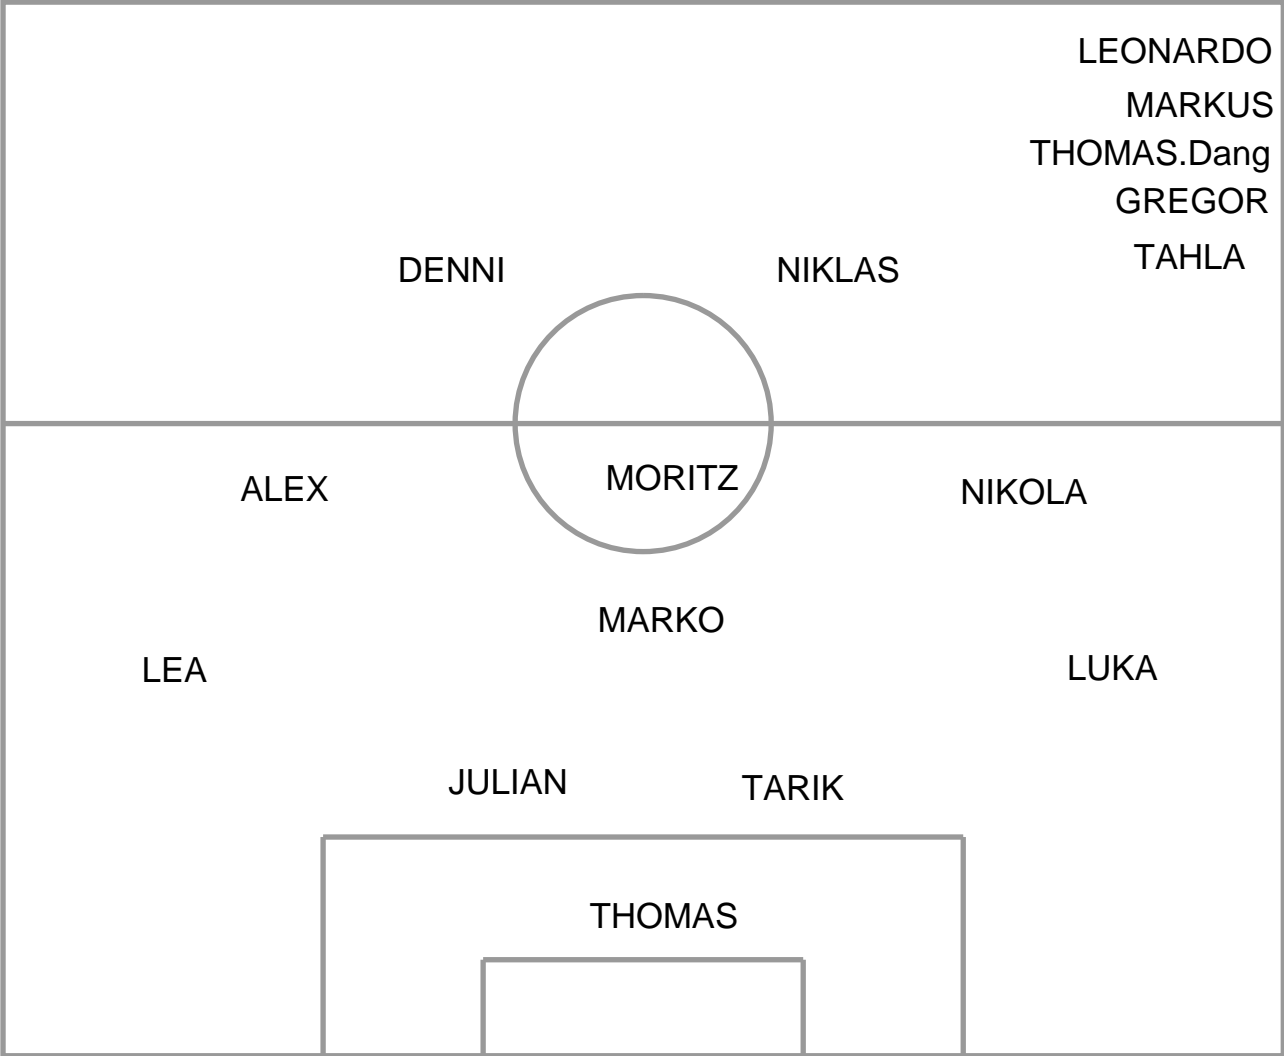 LEONARDO
MARKUS
THOMAS.Dang
GREGOR
TAHLA
DENNI
NIKLAS
ALEX
MORITZ
NIKOLA
MARKO
LEA
LUKA
JULIAN
TARIK
THOMAS